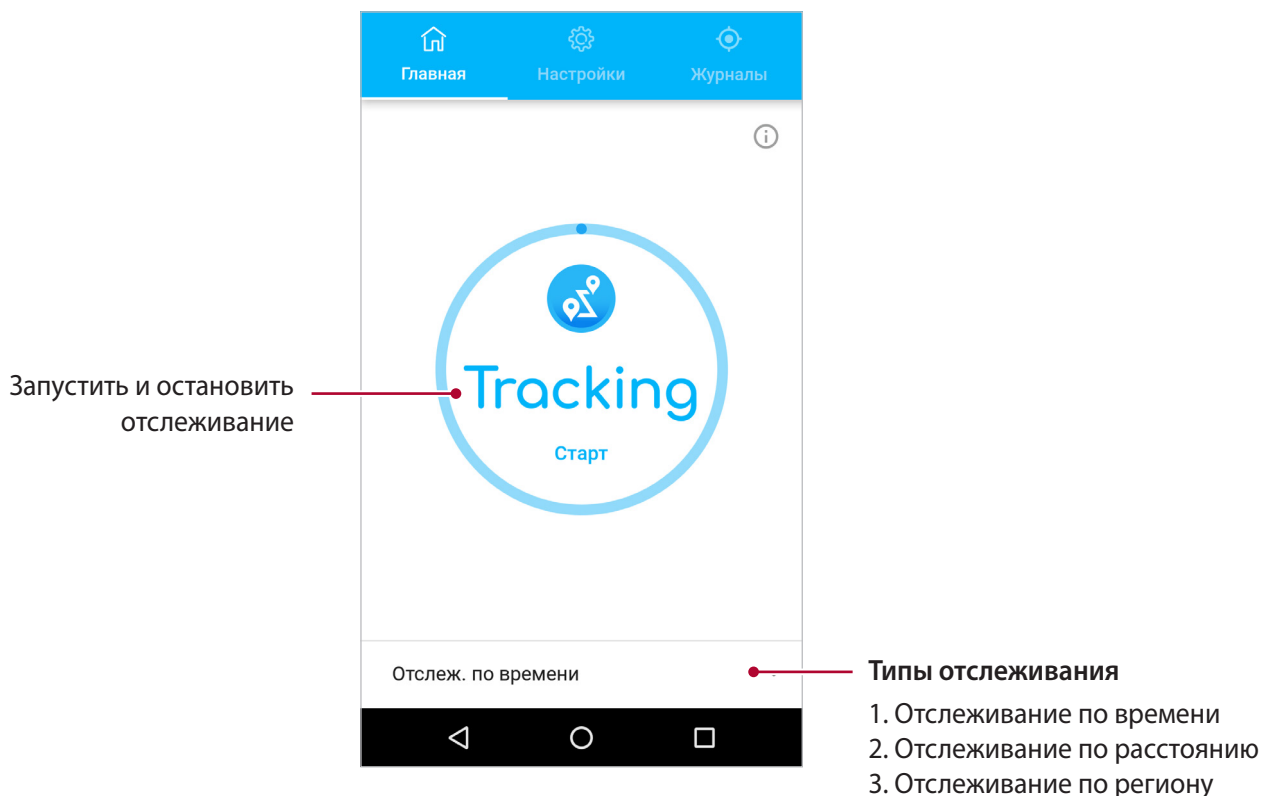 Главная
Настройки
Журналы
Запустить и остановить
отслеживание
Tracking
Старт
Отслеж. по времени
Типы отслеживания
1. Отслеживание по времени
2. Отслеживание по расстоянию
3. Отслеживание по региону